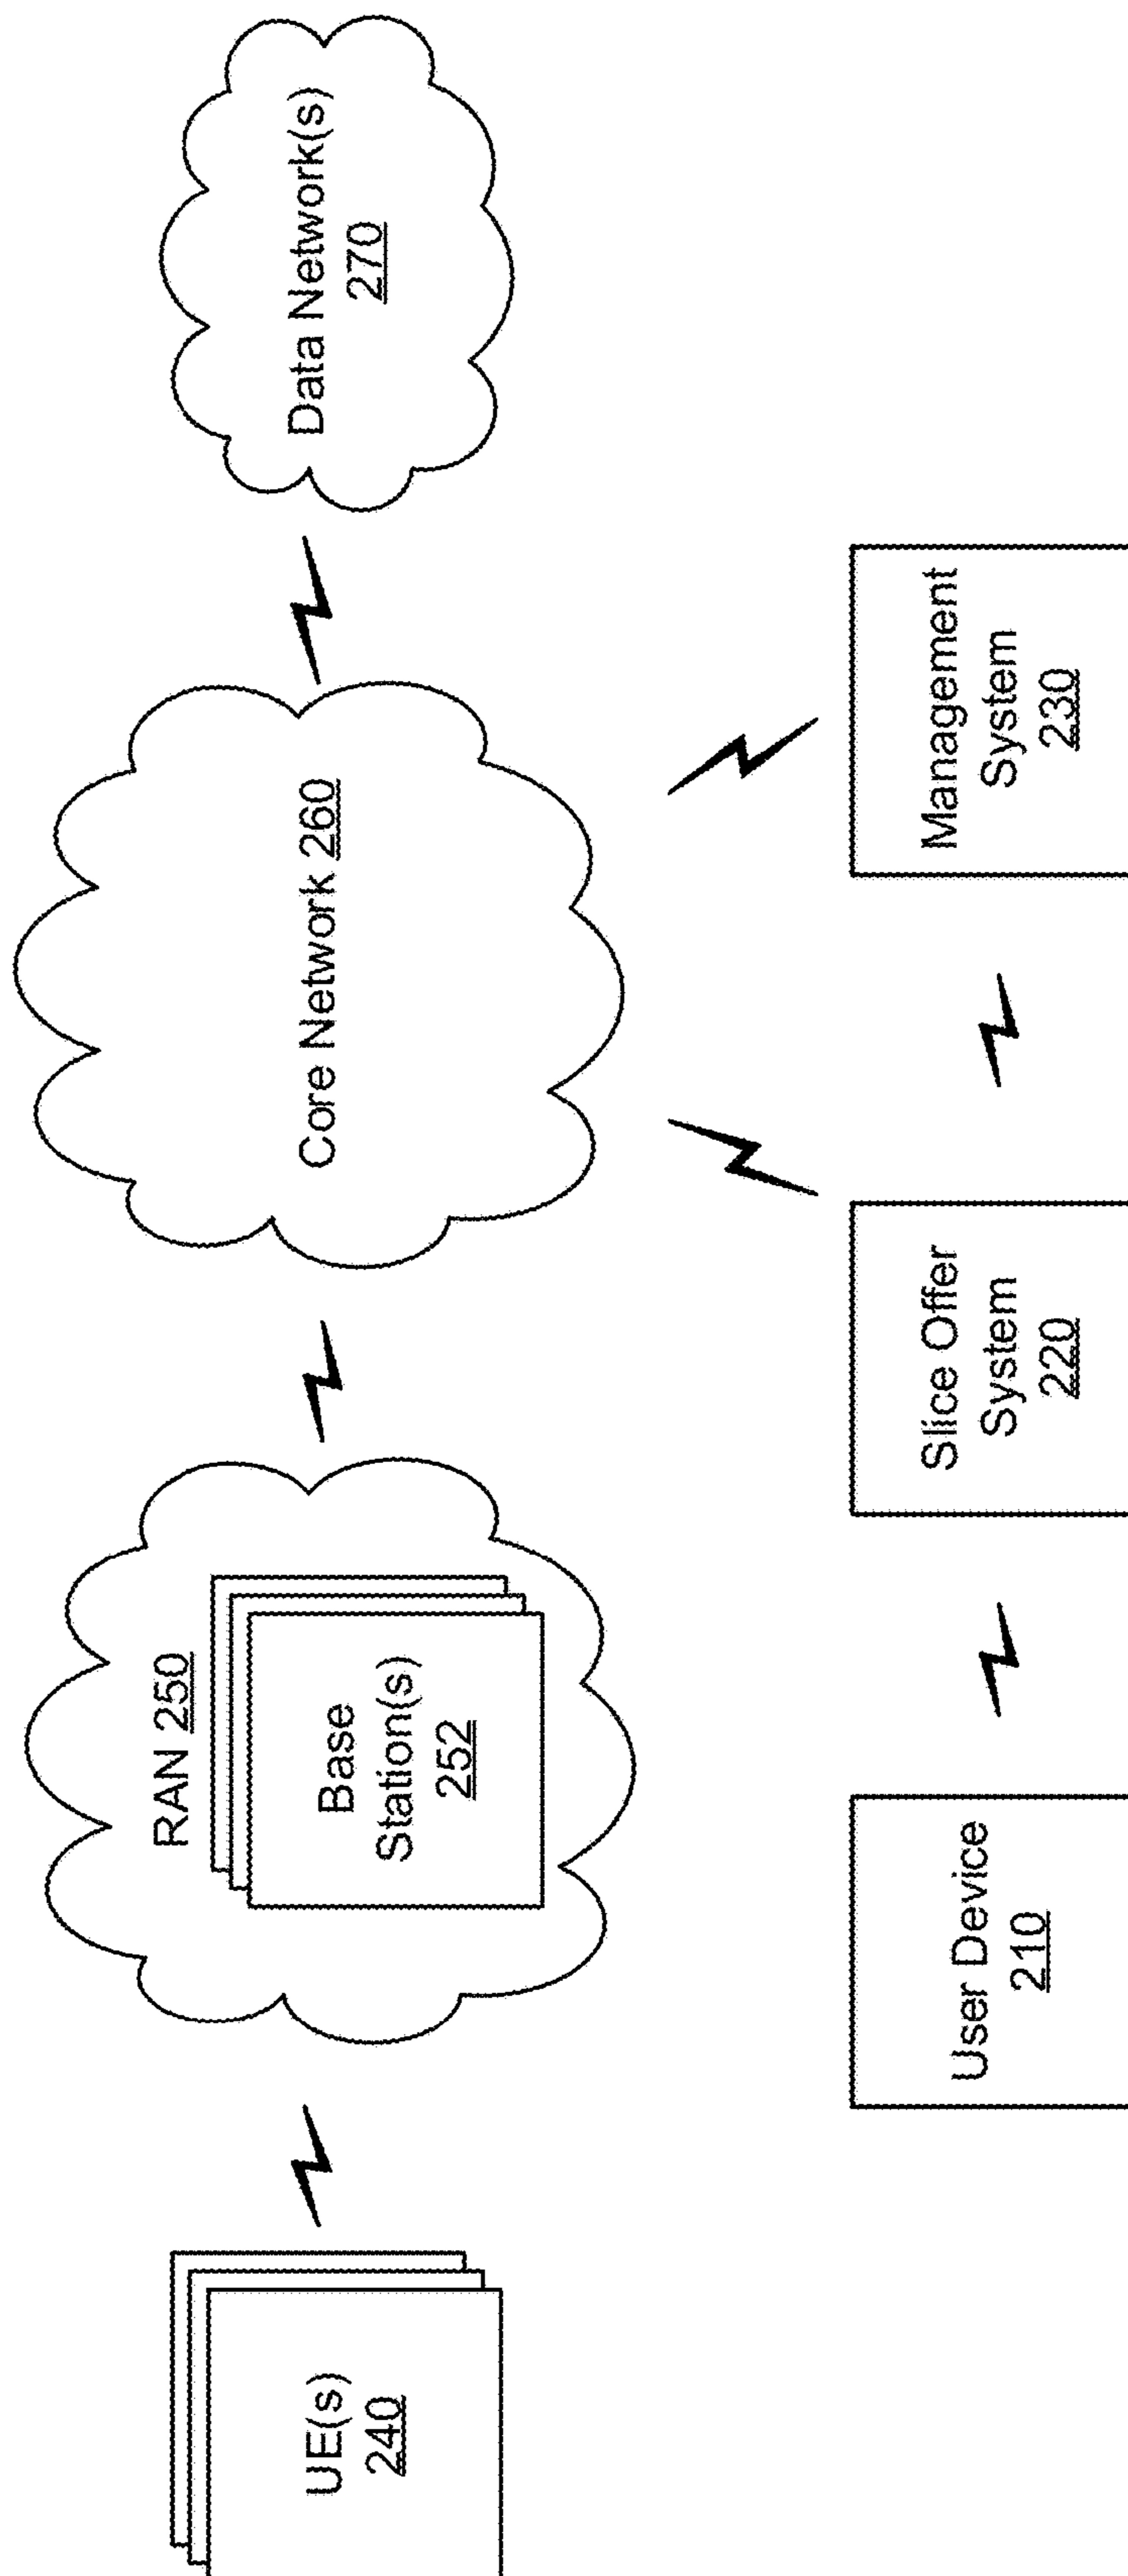 UE(s)
240
RAN 250
Base
Station(s)
252
Core Network 260
Data Network(s)
270
User Device
210
Slice Offer
System
220
Management
System
230